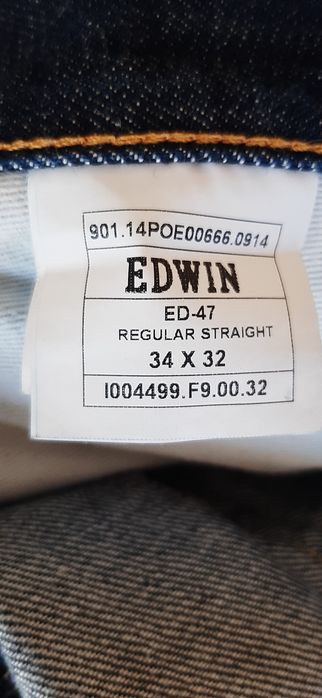 901.14POE00666.0914
EDWIN
ED-47
REGULAR STRAIGHT
34 X 32
I004499.F9.00.32